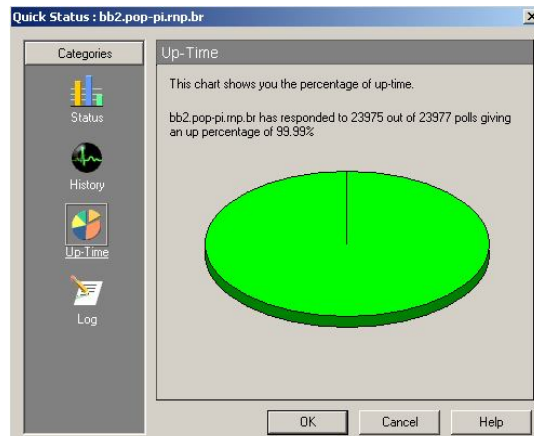 Quick Status : bb2.pop-pi.rnp.br
Categories
Status
History
Up-Time
Log
Up-Time
This chart shows you the percentage of up-time.
bb2.pop-pi.rnp.br has responded to 23975 out of 23977 polls giving
an up percentage of 99.99%
OK
Cancel
Help